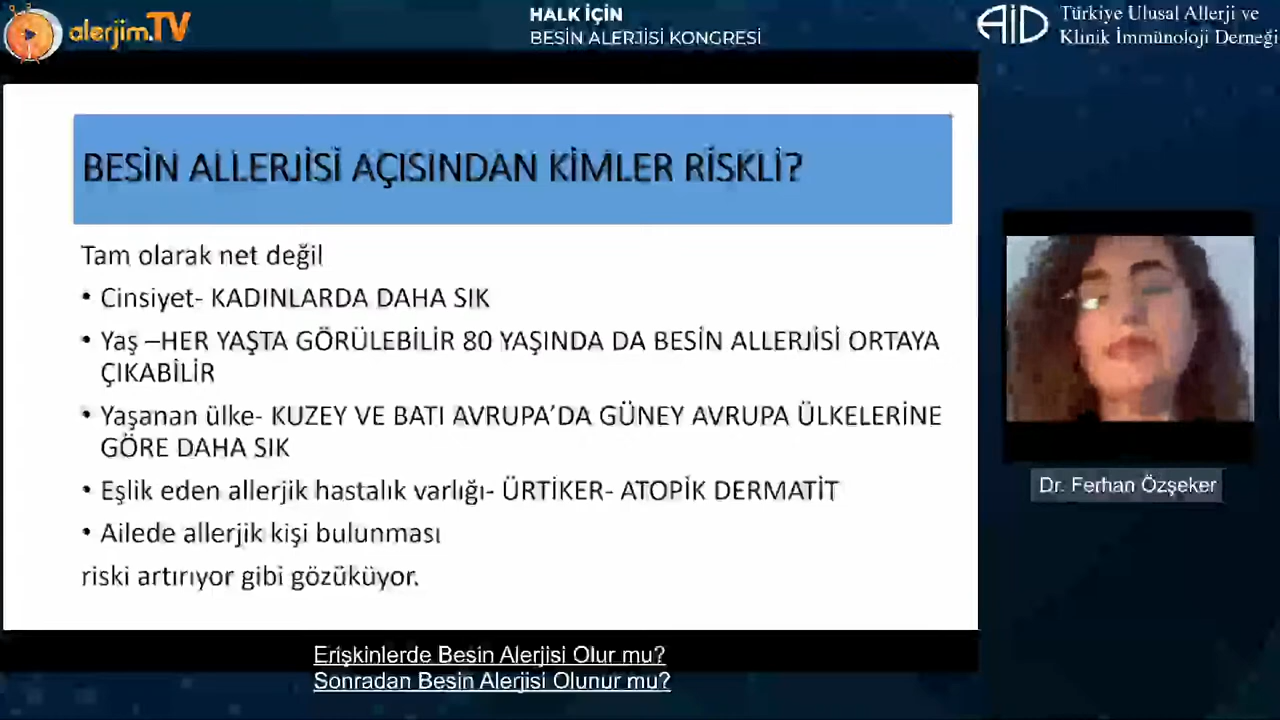 alerjim.TV
HALK İÇİN
BESİN ALERJİSİ KONGRESİ
AİD
Türkiye Ulusal Allerji ve
Klinik İmmünoloji Derneği
BESİN ALLERJİSİ AÇISINDAN KİMLER RİSKLİ?
Tam olarak net değil
• Cinsiyet- KADINLARDA DAHA SIK
• Yaş –HER YAŞTA GÖRÜLEBİLİR 80 YAŞINDA DA BESİN ALLERJİSİ ORTAYA
ÇIKABİLİR
• Yaşanan ülke- KUZEY VE BATI AVRUPA’DA GÜNEY AVRUPA ÜLKELERİNE
GÖRE DAHA SIK
• Eşlik eden allerjik hastalık varlığı- ÜRTİKER- ATOPİK DERMATİT
• Ailede allerjik kişi bulunması
riski artırıyor gibi gözüküyor.
Dr. Ferhan Özşeker
Erişkinlerde Besin Alerjisi Olur mu?
Sonradan Besin Alerjisi Olunur mu?